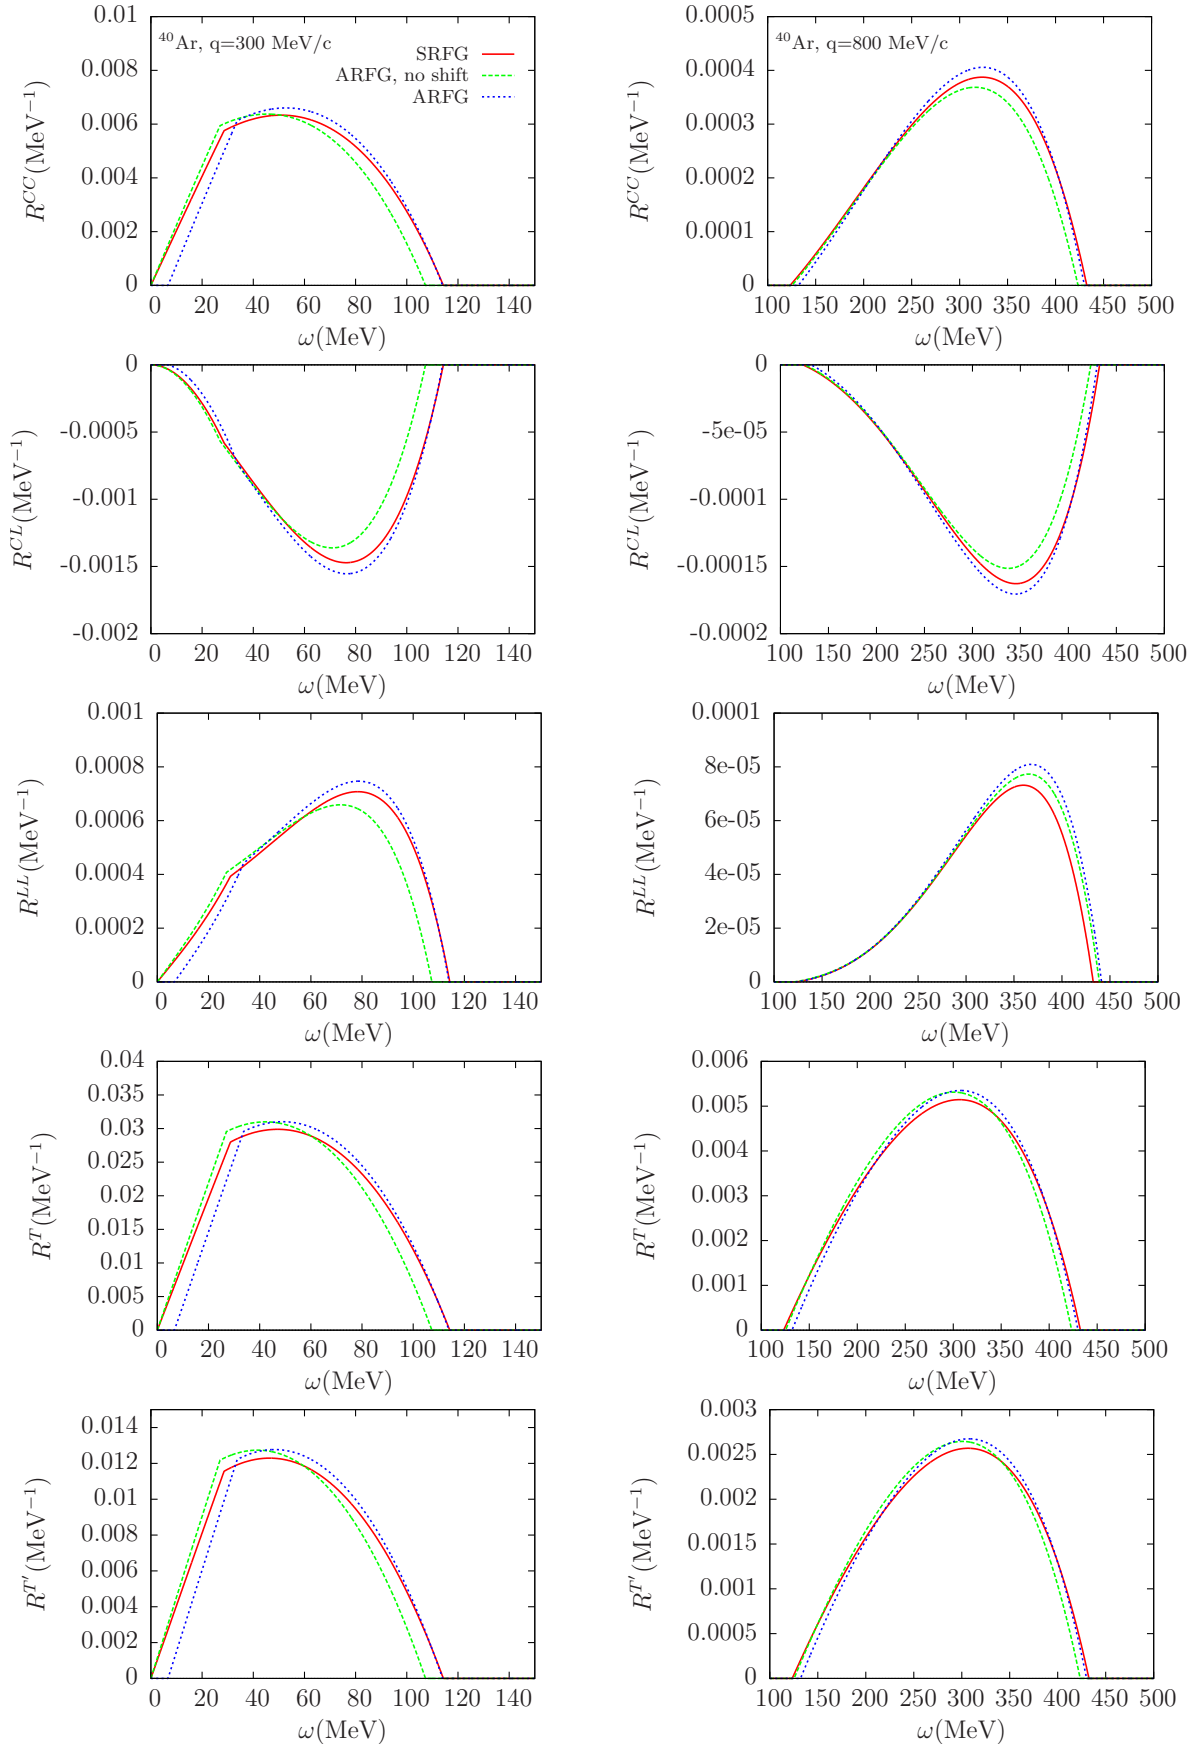 ⁴⁰Ar, q=300 MeV/c
SRFG
ARFG, no shift
ARFG
R^{CC}(MeV⁻¹)
0.01
0.008
0.006
0.004
0.002
0
0 20 40 60 80 100 120 140
ω(MeV)
⁴⁰Ar, q=800 MeV/c
R^{CC}(MeV⁻¹)
0.0005
0.0004
0.0003
0.0002
0.0001
0
100 150 200 250 300 350 400 450 500
ω(MeV)
R^{CL}(MeV⁻¹)
0
-0.0005
-0.001
-0.0015
-0.002
0 20 40 60 80 100 120 140
ω(MeV)
R^{CL}(MeV⁻¹)
0
-5e-05
-0.0001
-0.00015
-0.0002
100 150 200 250 300 350 400 450 500
ω(MeV)
R^{LL}(MeV⁻¹)
0.001
0.0008
0.0006
0.0004
0.0002
0
0 20 40 60 80 100 120 140
ω(MeV)
R^{LL}(MeV⁻¹)
0.0001
8e-05
6e-05
4e-05
2e-05
0
100 150 200 250 300 350 400 450 500
ω(MeV)
R^{T}(MeV⁻¹)
0.04
0.035
0.03
0.025
0.02
0.015
0.01
0.005
0
0 20 40 60 80 100 120 140
ω(MeV)
R^{T}(MeV⁻¹)
0.006
0.005
0.004
0.003
0.002
0.001
0
100 150 200 250 300 350 400 450 500
ω(MeV)
R^{T'}(MeV⁻¹)
0.014
0.012
0.01
0.008
0.006
0.004
0.002
0
0 20 40 60 80 100 120 140
ω(MeV)
R^{T'}(MeV⁻¹)
0.003
0.0025
0.002
0.0015
0.001
0.0005
0
100 150 200 250 300 350 400 450 500
ω(MeV)